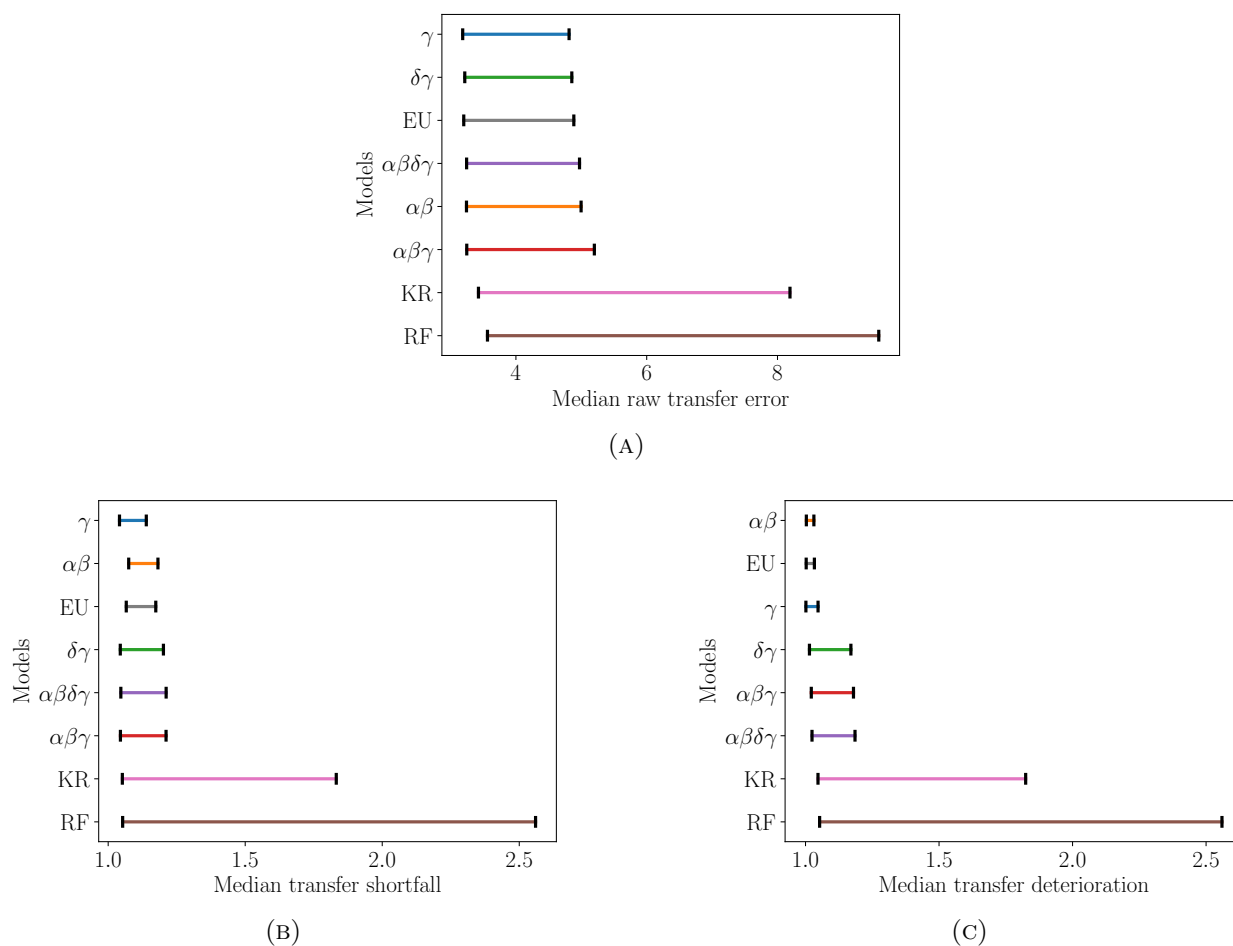 Models
γ
δγ
EU
αβδγ
αβ
αβγ
KR
RF
4 6 8
Median raw transfer error
(A)
Models
γ
αβ
EU
δγ
αβδγ
αβγ
KR
RF
1.0 1.5 2.0 2.5
Median transfer shortfall
(B)
Models
αβ
EU
γ
δγ
αβγ
αβδγ
KR
RF
1.0 1.5 2.0 2.5
Median transfer deterioration
(C)